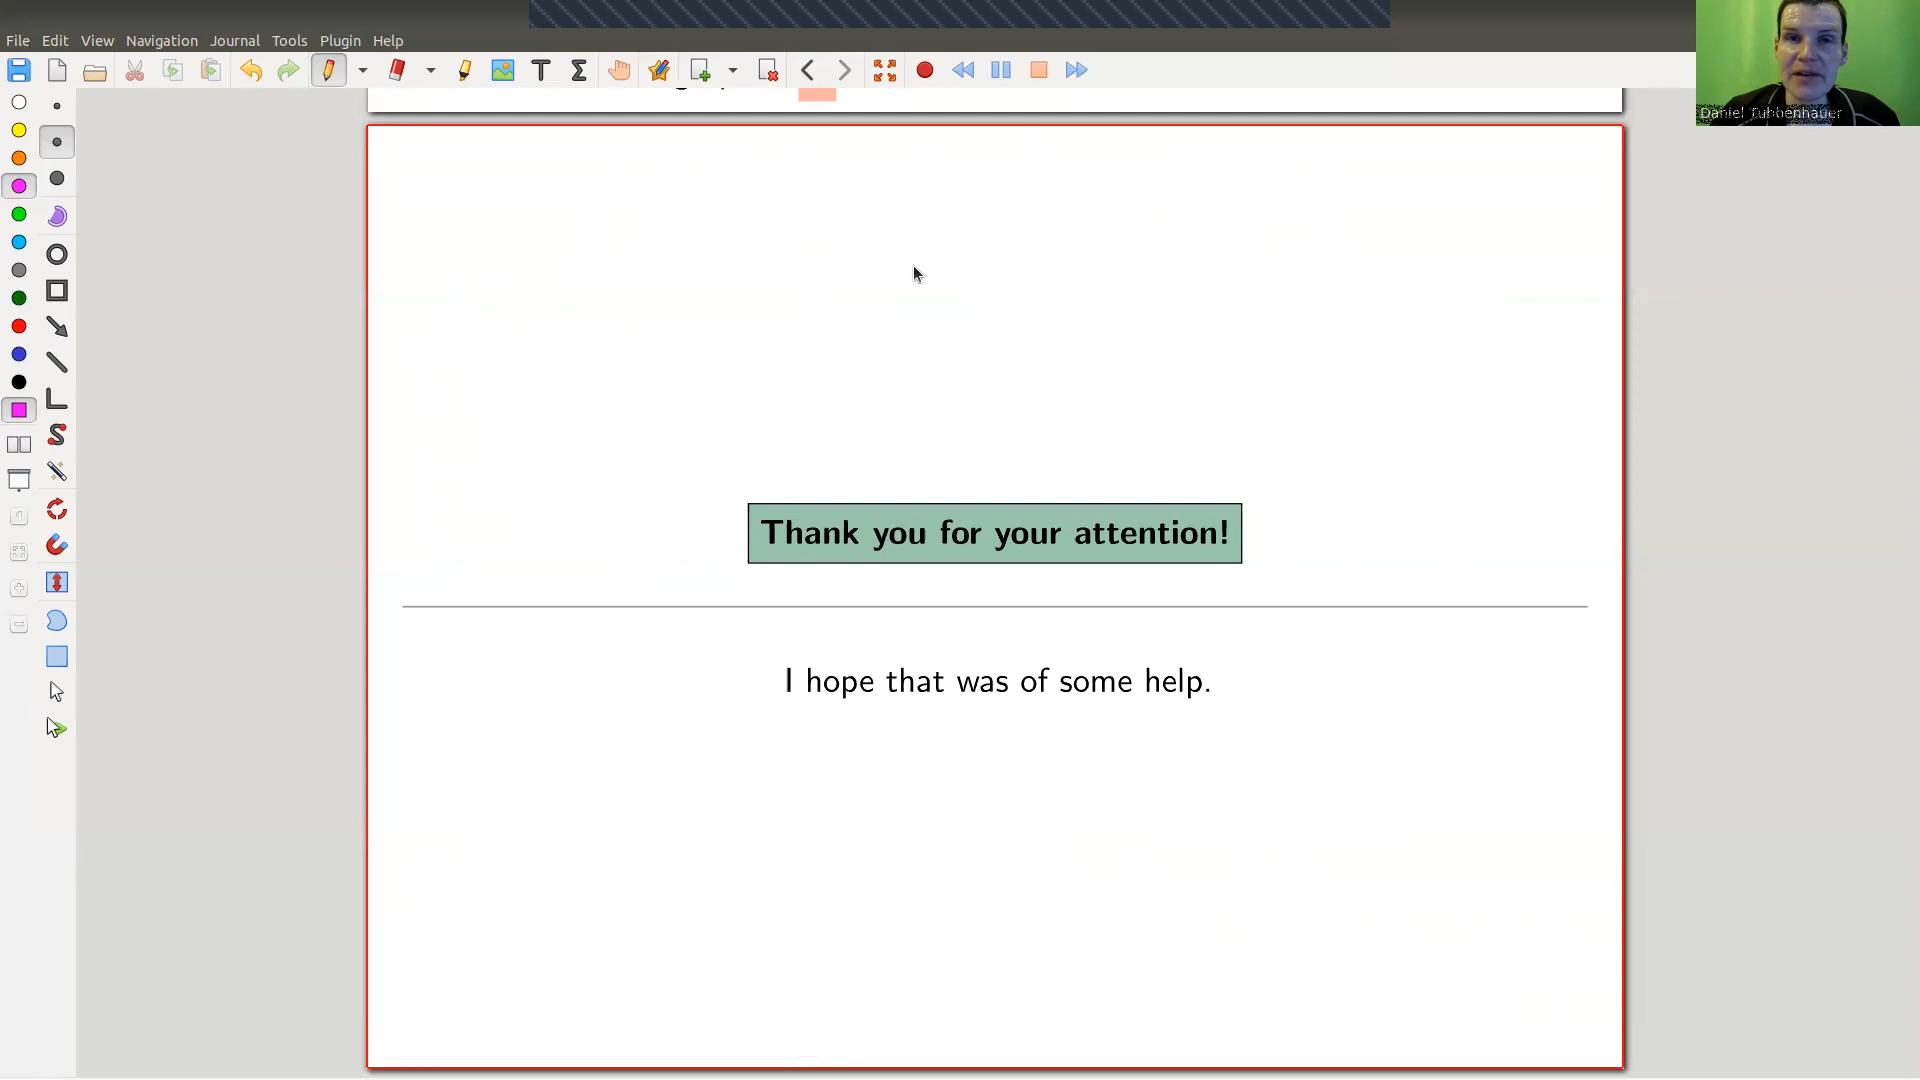 File Edit View Navigation Journal Tools Plugin Help
Daniel Tubbenhauer
Thank you for your attention!
I hope that was of some help.